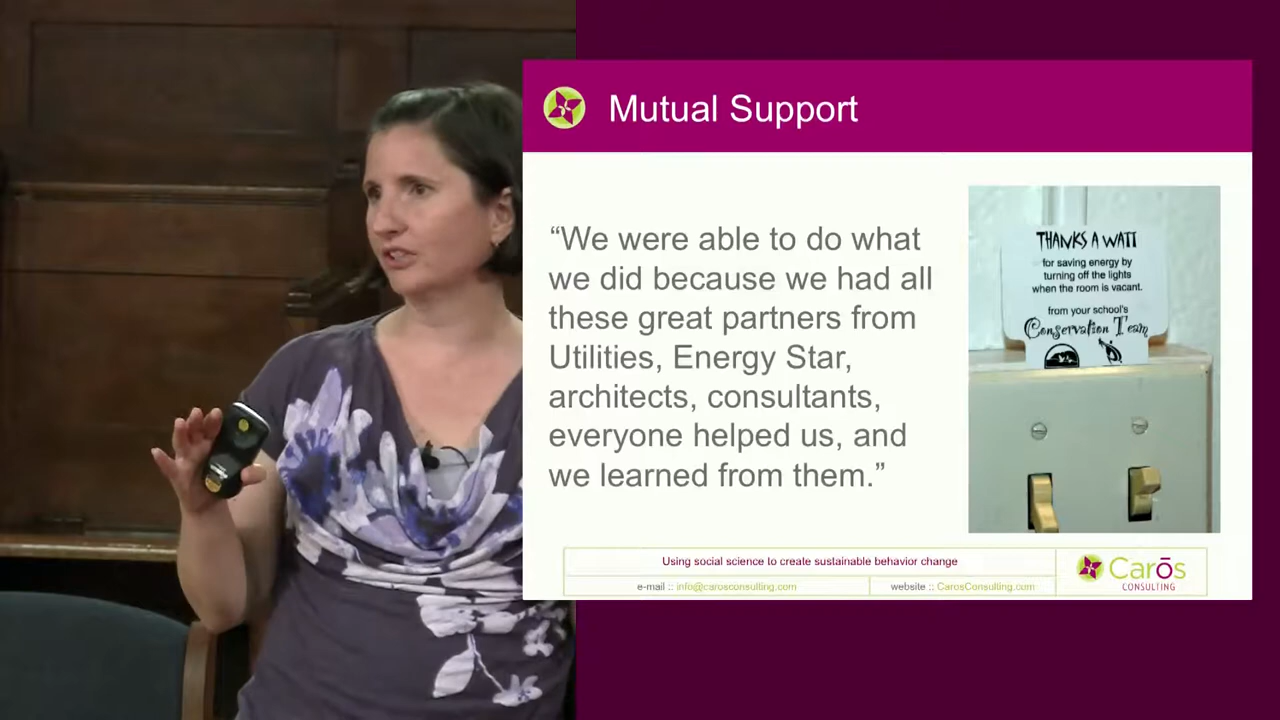 Mutual Support
“We were able to do what
we did because we had all
these great partners from
Utilities, Energy Star,
architects, consultants,
everyone helped us, and
we learned from them.”
THANKS A WATT
for saving energy by
turning off the lights
when the room is vacant.
from your school's
Conservation Team
Using social science to create sustainable behavior change
e-mail :: info@carosconsulting.com
website :: CarosConsulting.com
Carōs
CONSULTING